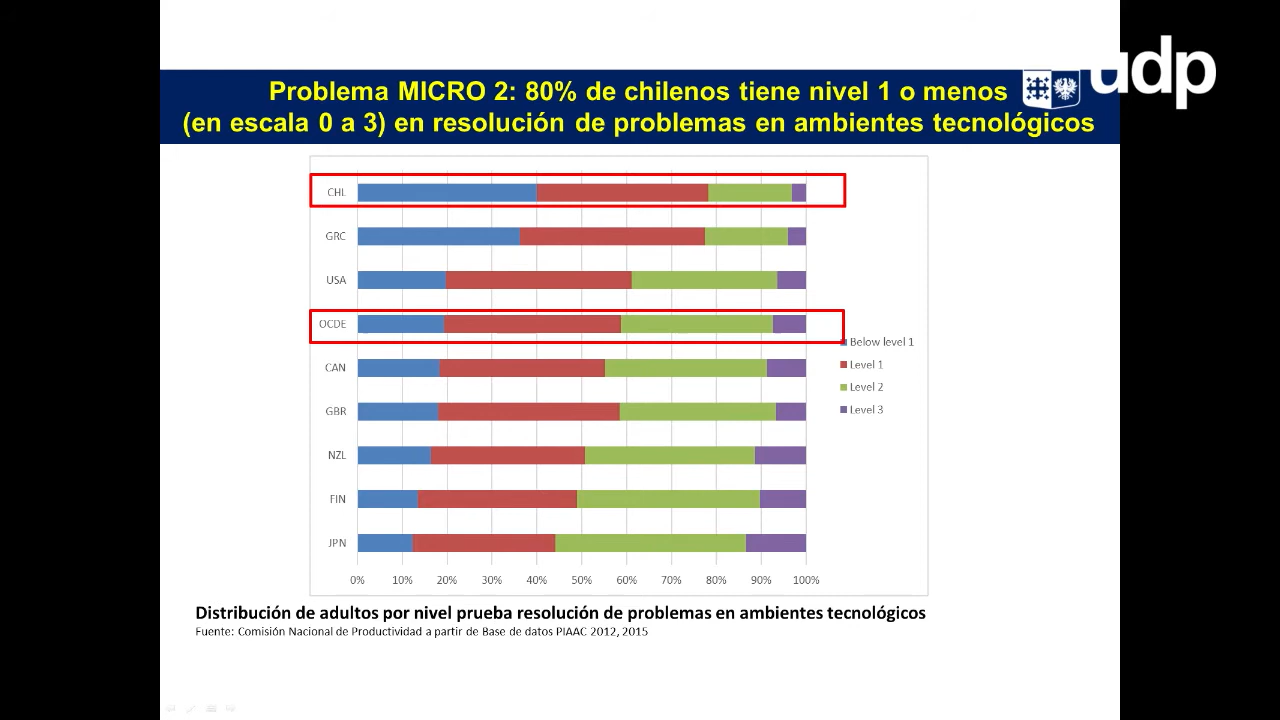 udp
Problema MICRO 2: 80% de chilenos tiene nivel 1 o menos
(en escala 0 a 3) en resolución de problemas en ambientes tecnológicos
CHL
GRC
USA
OCDE
CAN
GBR
NZL
FIN
JPN
0% 10% 20% 30% 40% 50% 60% 70% 80% 90% 100%
Below level 1
Level 1
Level 2
Level 3
Distribución de adultos por nivel prueba resolución de problemas en ambientes tecnológicos
Fuente: Comisión Nacional de Productividad a partir de Base de datos PIAAC 2012, 2015